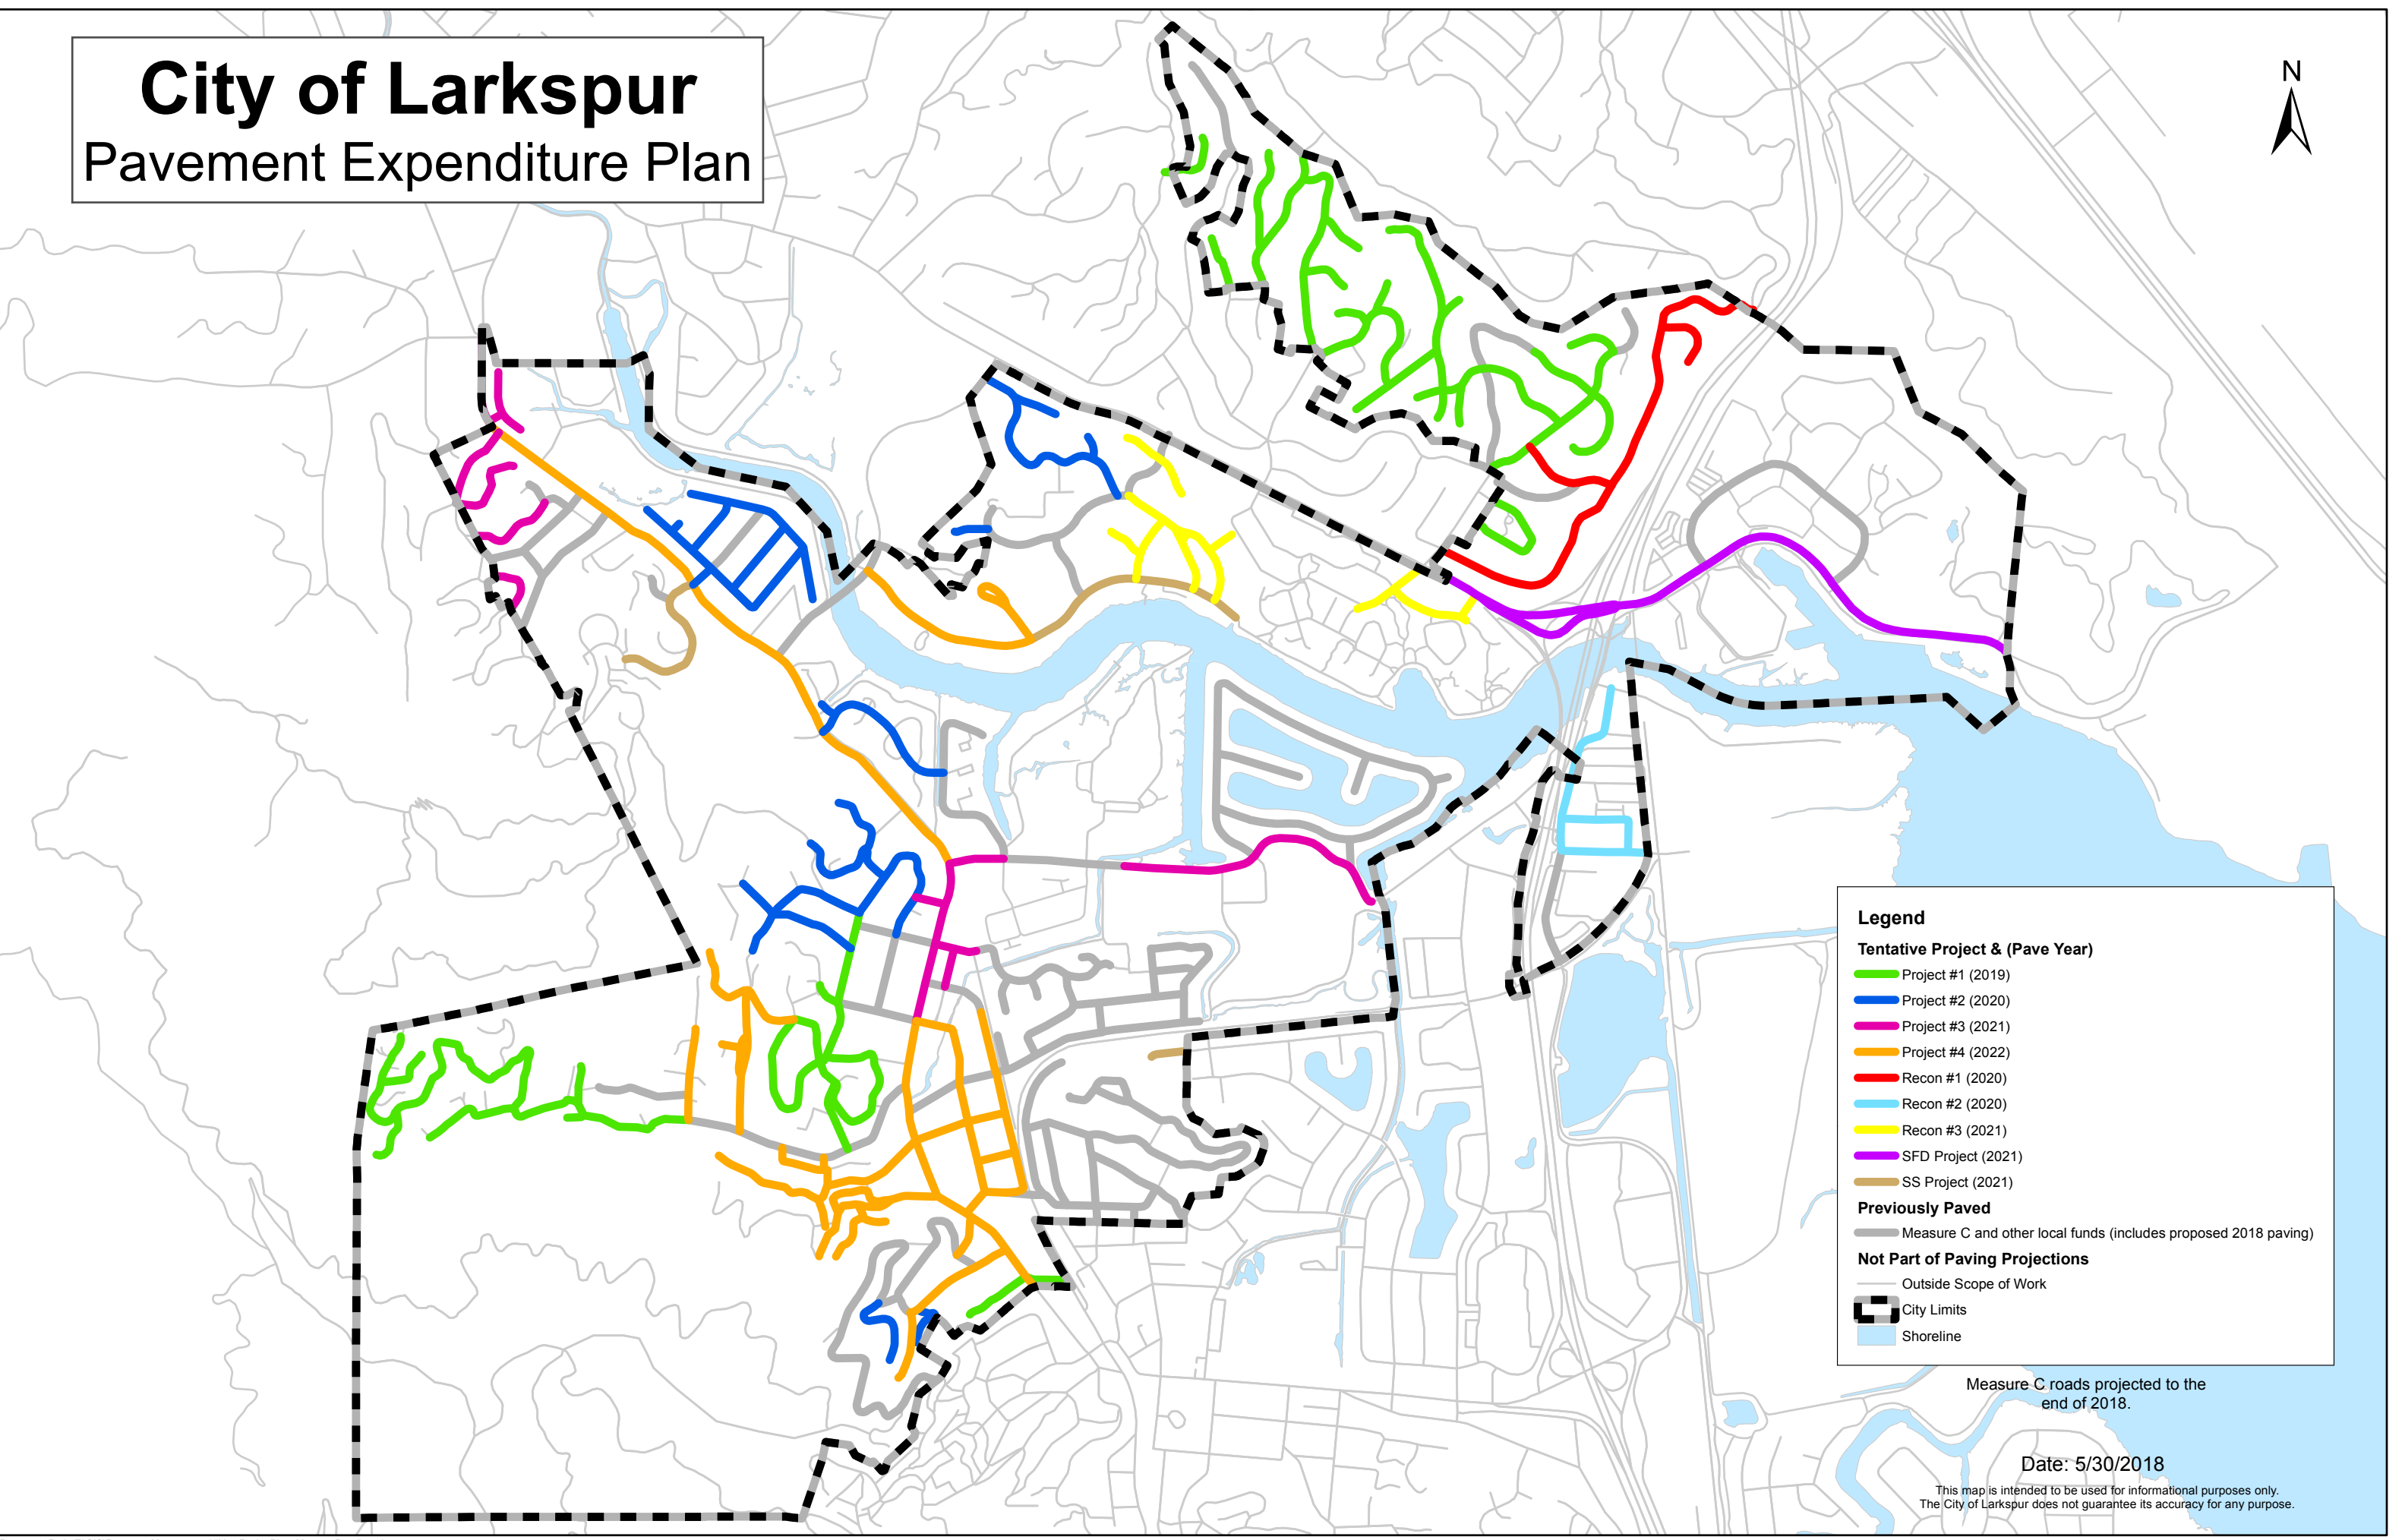 City of Larkspur
Pavement Expenditure Plan
N
Legend
Tentative Project & (Pave Year)
Project #1 (2019)
Project #2 (2020)
Project #3 (2021)
Project #4 (2022)
Recon #1 (2020)
Recon #2 (2020)
Recon #3 (2021)
SFD Project (2021)
SS Project (2021)
Previously Paved
Measure C and other local funds (includes proposed 2018 paving)
Not Part of Paving Projections
Outside Scope of Work
City Limits
Shoreline
Measure C roads projected to the
end of 2018.
Date: 5/30/2018
This map is intended to be used for informational purposes only.
The City of Larkspur does not guarantee its accuracy for any purpose.